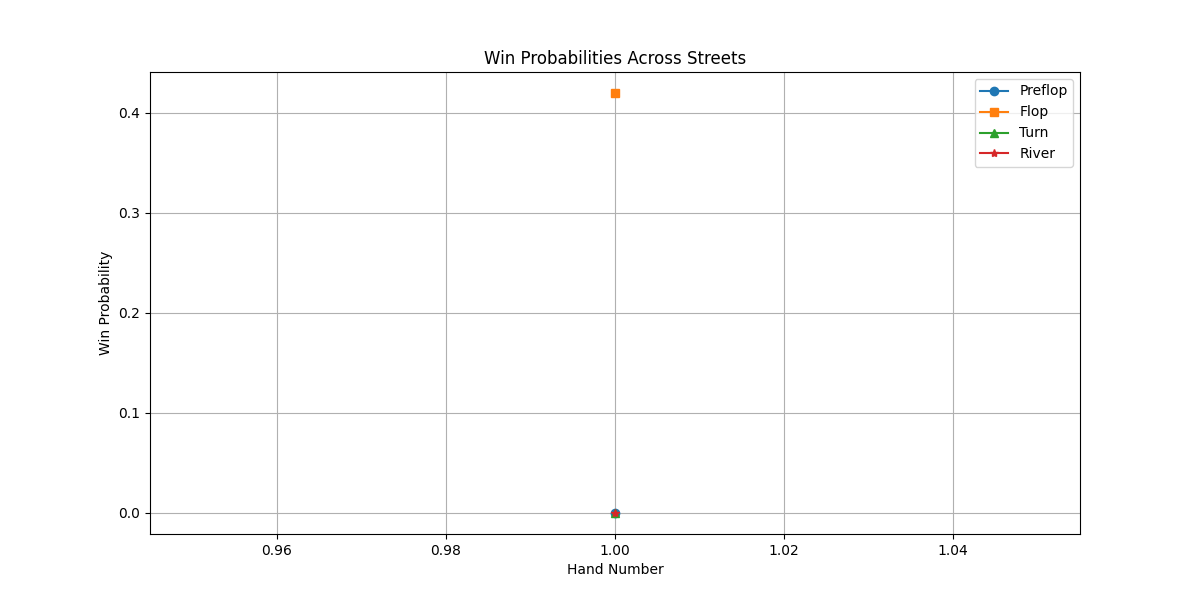 Win Probabilities Across Streets
Preflop
Flop
Turn
River
Win Probability
0.4
0.3
0.2
0.1
0.0
0.96 0.98 1.00 1.02 1.04
Hand Number